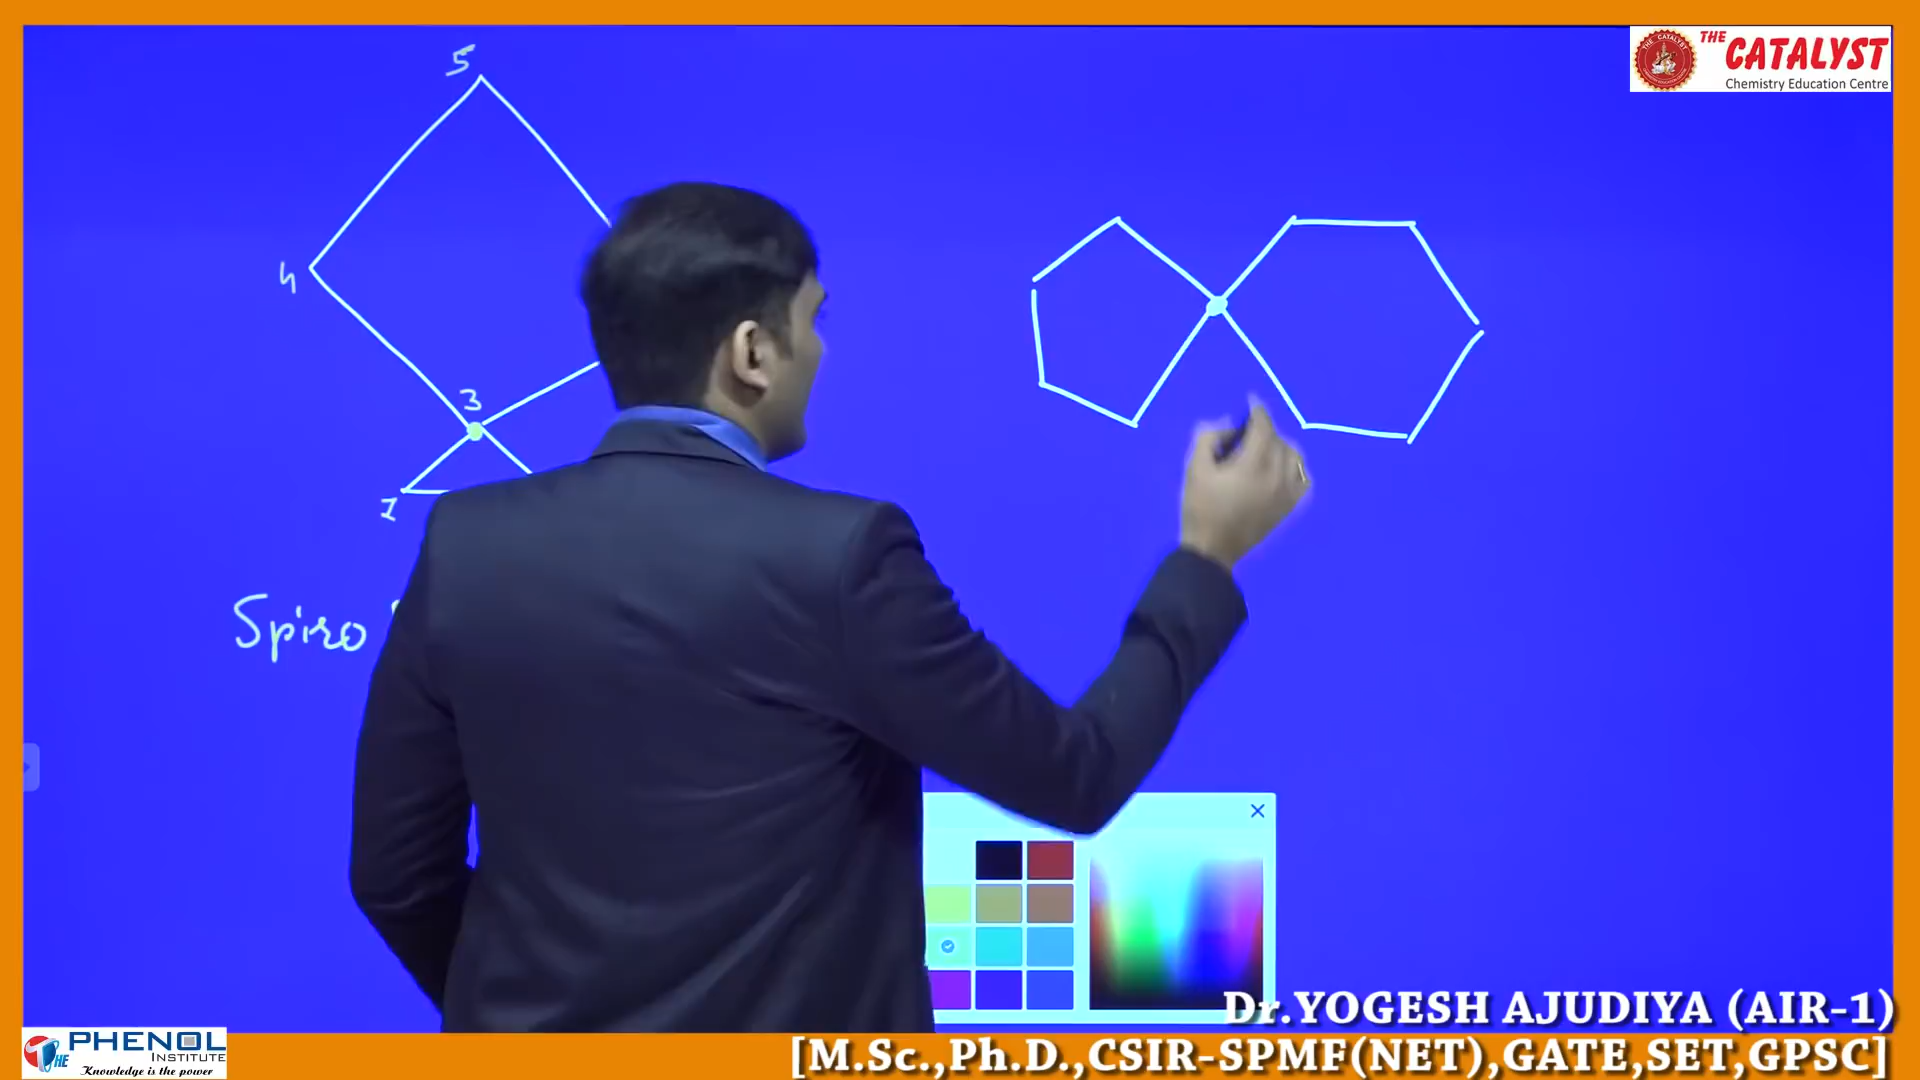 THE CATALYST
Chemistry Education Centre
5
4
3
1
Spiro
Dr.YOGESH AJUDIYA (AIR-1)
[M.Sc.,Ph.D.,CSIR-SPMF(NET),GATE,SET,GPSC]
THE PHENOL
INSTITUTE
Knowledge is the power